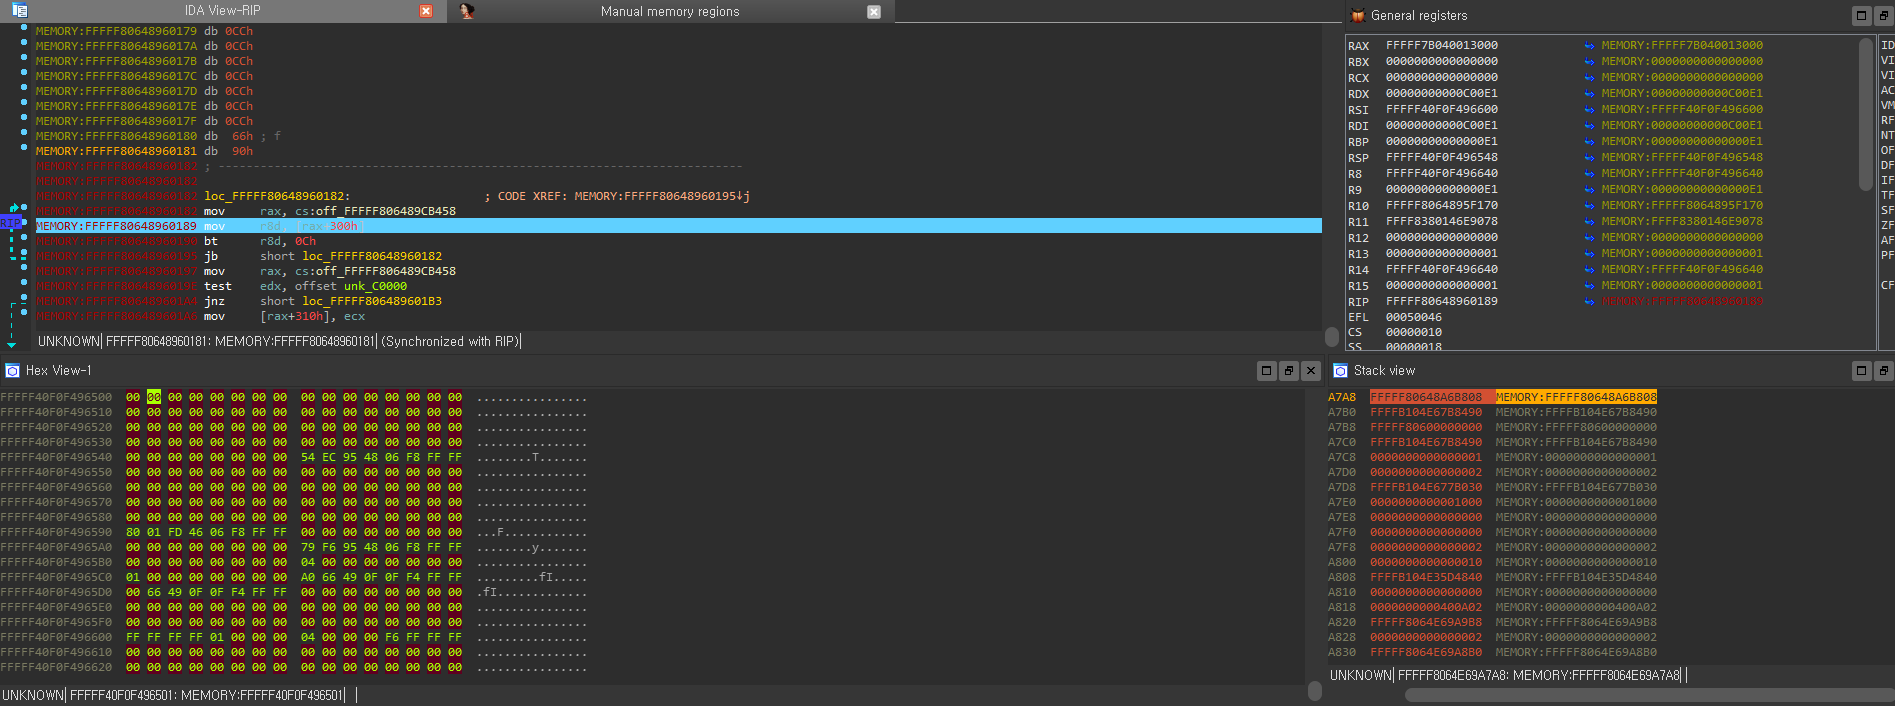 IDA View-RIP
Manual memory regions
MEMORY:FFFFF80648960179 db 0CCh
MEMORY:FFFFF8064896017A db 0CCh
MEMORY:FFFFF8064896017B db 0CCh
MEMORY:FFFFF8064896017C db 0CCh
MEMORY:FFFFF8064896017D db 0CCh
MEMORY:FFFFF8064896017E db 0CCh
MEMORY:FFFFF8064896017F db 0CCh
MEMORY:FFFFF80648960180 db 66h ; f
MEMORY:FFFFF80648960181 db 90h
MEMORY:FFFFF80648960182 ; ---------------------------------------------------------------------------
MEMORY:FFFFF80648960182
MEMORY:FFFFF80648960182 loc_FFFFF80648960182: ; CODE XREF: MEMORY:FFFFF80648960195↓j
MEMORY:FFFFF80648960182 mov rax, cs:off_FFFFF806489CB458
RIP MEMORY:FFFFF80648960189 mov r8d, [rax+300h]
MEMORY:FFFFF80648960190 bt r8d, 0Ch
MEMORY:FFFFF80648960195 jb short loc_FFFFF80648960182
MEMORY:FFFFF80648960197 mov rax, cs:off_FFFFF806489CB458
MEMORY:FFFFF8064896019E test edx, offset unk_C0000
MEMORY:FFFFF806489601A4 jnz short loc_FFFFF806489601B3
MEMORY:FFFFF806489601A6 mov [rax+310h], ecx
UNKNOWN FFFFF80648960181: MEMORY:FFFFF80648960181 (Synchronized with RIP)
General registers
RAX FFFFF7B040013000 MEMORY:FFFFF7B040013000
RBX 0000000000000000 MEMORY:0000000000000000
RCX 0000000000000000 MEMORY:0000000000000000
RDX 00000000000C00E1 MEMORY:00000000000C00E1
RSI FFFFF40F0F496600 MEMORY:FFFFF40F0F496600
RDI 00000000000C00E1 MEMORY:00000000000C00E1
RBP 00000000000000E1 MEMORY:00000000000000E1
RSP FFFFF40F0F496548 MEMORY:FFFFF40F0F496548
R8 FFFFF40F0F496640 MEMORY:FFFFF40F0F496640
R9 00000000000000E1 MEMORY:00000000000000E1
R10 FFFFF8064895F170 MEMORY:FFFFF8064895F170
R11 FFFF8380146E9078 MEMORY:FFFF8380146E9078
R12 0000000000000000 MEMORY:0000000000000000
R13 0000000000000001 MEMORY:0000000000000001
R14 FFFFF40F0F496640 MEMORY:FFFFF40F0F496640
R15 0000000000000001 MEMORY:0000000000000001
RIP FFFFF80648960189 MEMORY:FFFFF80648960189
EFL 00050046
CS 00000010
SS 00000018
ID
VI
VI
AC
VM
RF
NT
OF
DF
IF
TF
SF
ZF
AF
PF
CF
Hex View-1
FFFFF40F0F496500 00 00 00 00 00 00 00 00 00 00 00 00 00 00 00 00 ................
FFFFF40F0F496510 00 00 00 00 00 00 00 00 00 00 00 00 00 00 00 00 ................
FFFFF40F0F496520 00 00 00 00 00 00 00 00 00 00 00 00 00 00 00 00 ................
FFFFF40F0F496530 00 00 00 00 00 00 00 00 00 00 00 00 00 00 00 00 ................
FFFFF40F0F496540 00 00 00 00 00 00 00 00 54 EC 95 48 06 F8 FF FF ........T.......
FFFFF40F0F496550 00 00 00 00 00 00 00 00 00 00 00 00 00 00 00 00 ................
FFFFF40F0F496560 00 00 00 00 00 00 00 00 00 00 00 00 00 00 00 00 ................
FFFFF40F0F496570 00 00 00 00 00 00 00 00 00 00 00 00 00 00 00 00 ................
FFFFF40F0F496580 00 00 00 00 00 00 00 00 00 00 00 00 00 00 00 00 ................
FFFFF40F0F496590 80 01 FD 46 06 F8 FF FF 00 00 00 00 00 00 00 00 ...F............
FFFFF40F0F4965A0 00 00 00 00 00 00 00 00 79 F6 95 48 06 F8 FF FF ........y.......
FFFFF40F0F4965B0 00 00 00 00 00 00 00 00 04 00 00 00 00 00 00 00 ................
FFFFF40F0F4965C0 01 00 00 00 00 00 00 00 A0 66 49 0F 0F F4 FF FF .........fI.....
FFFFF40F0F4965D0 00 66 49 0F 0F F4 FF FF 00 00 00 00 00 00 00 00 .fI.............
FFFFF40F0F4965E0 00 00 00 00 00 00 00 00 00 00 00 00 00 00 00 00 ................
FFFFF40F0F4965F0 00 00 00 00 00 00 00 00 00 00 00 00 00 00 00 00 ................
FFFFF40F0F496600 FF FF FF FF 01 00 00 00 04 00 00 00 F6 FF FF FF ................
FFFFF40F0F496610 00 00 00 00 00 00 00 00 00 00 00 00 00 00 00 00 ................
FFFFF40F0F496620 00 00 00 00 00 00 00 00 00 00 00 00 00 00 00 00 ................
UNKNOWN FFFFF40F0F496501: MEMORY:FFFFF40F0F496501
Stack view
A7A8 FFFFF80648A6B808 MEMORY:FFFFF80648A6B808
A7B0 FFFFB104E67B8490 MEMORY:FFFFB104E67B8490
A7B8 FFFFF80600000000 MEMORY:FFFFF80600000000
A7C0 FFFFB104E67B8490 MEMORY:FFFFB104E67B8490
A7C8 0000000000000001 MEMORY:0000000000000001
A7D0 0000000000000002 MEMORY:0000000000000002
A7D8 FFFFB104E677B030 MEMORY:FFFFB104E677B030
A7E0 0000000000001000 MEMORY:0000000000001000
A7E8 0000000000000000 MEMORY:0000000000000000
A7F0 0000000000000000 MEMORY:0000000000000000
A7F8 0000000000000002 MEMORY:0000000000000002
A800 0000000000000010 MEMORY:0000000000000010
A808 FFFFB104E35D4840 MEMORY:FFFFB104E35D4840
A810 0000000000000000 MEMORY:0000000000000000
A818 0000000000400A02 MEMORY:0000000000400A02
A820 FFFFF8064E69A9B8 MEMORY:FFFFF8064E69A9B8
A828 0000000000000002 MEMORY:0000000000000002
A830 FFFFF8064E69A8B0 MEMORY:FFFFF8064E69A8B0
UNKNOWN FFFFF8064E69A7A8: MEMORY:FFFFF8064E69A7A8